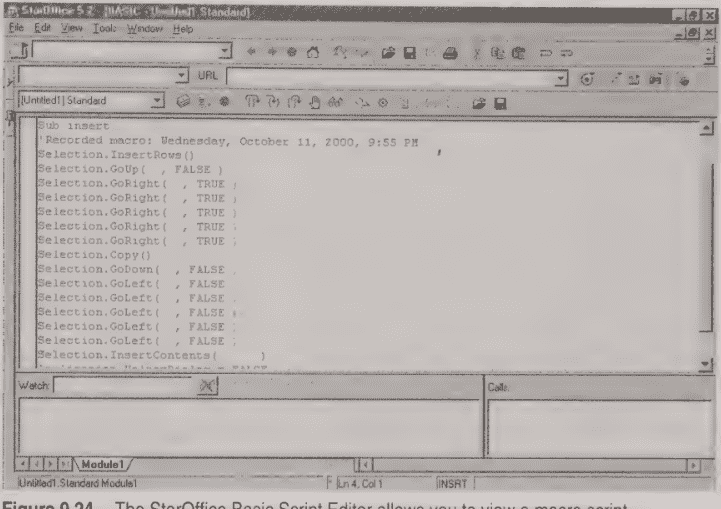 StarOffice 5.2 [BASIC - Untitled1 Standard]
File Edit View Tools Window Help
URL
[Untitled1] Standard
Sub insert
'Recorded macro: Wednesday, October 11, 2000, 9:55 PM
Selection.InsertRows()
Selection.GoUp( , FALSE )
Selection.GoRight( , TRUE )
Selection.GoRight( , TRUE )
Selection.GoRight( , TRUE )
Selection.GoRight( , TRUE )
Selection.GoRight( , TRUE )
Selection.Copy()
Selection.GoDown( , FALSE
Selection.GoLeft( , FALSE
Selection.GoLeft( , FALSE
Selection.GoLeft( , FALSE
Selection.GoLeft( , FALSE
Selection.GoLeft( , FALSE
Selection.InsertContents( )
= FALSE
Watch: Calls:
Module1
Untitled1.Standard Module1 Ln 4, Col 1 INSRT
Figure 9.24 The StarOffice Basic Script Editor allows you to view a macro script